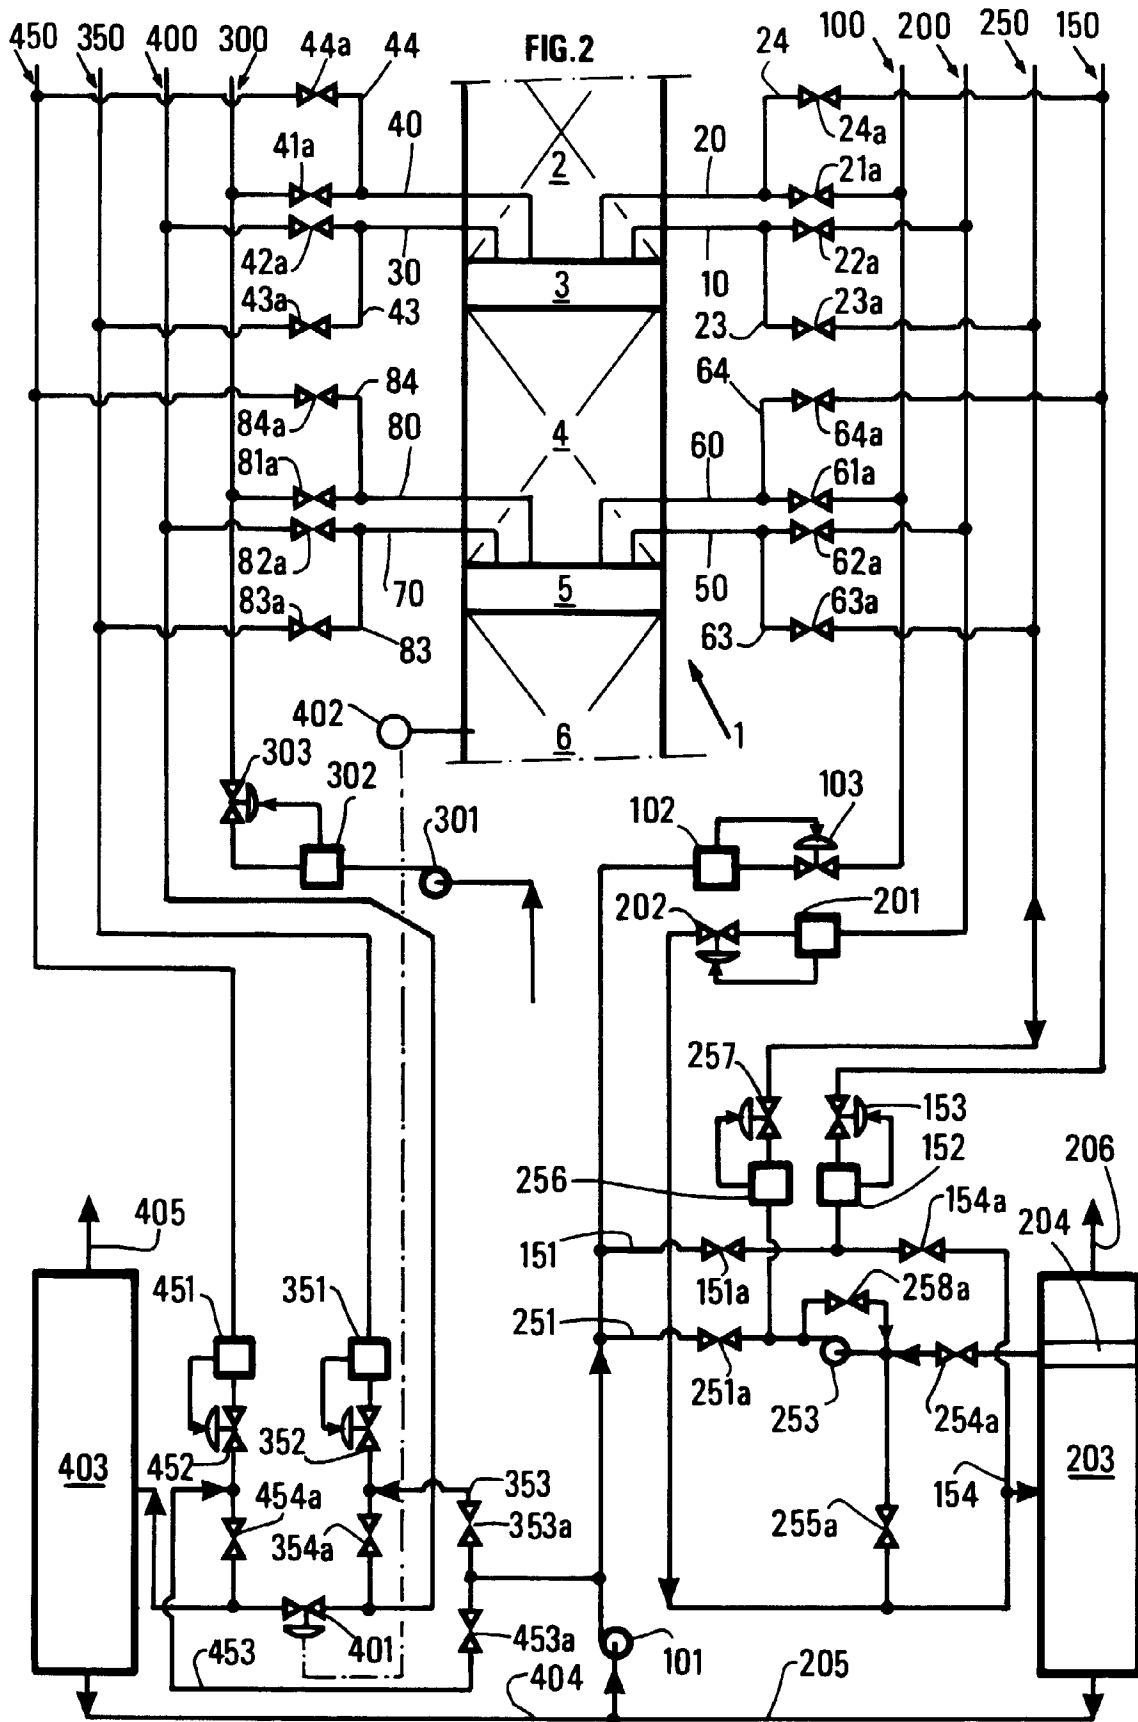 450 350 400 300 44a 44 FIG.2 24 100 200 250 150
24a
41a 40 2 20 21a
42a 30 3 10 22a
43a 43 23 23a
84 64
84a 80 4 60 64a
81a 61a
82a 70 5 50 62a
83a 83 63 63a
402 6 1
303 302 301 102 103
202 201
257 153
256 152 206
405 154a 204
151 151a
451 351 251 258a
251a 253 254a
403 452 352 203
454a 353 154
354a 353a 255a
401 453a 101
453 404 205